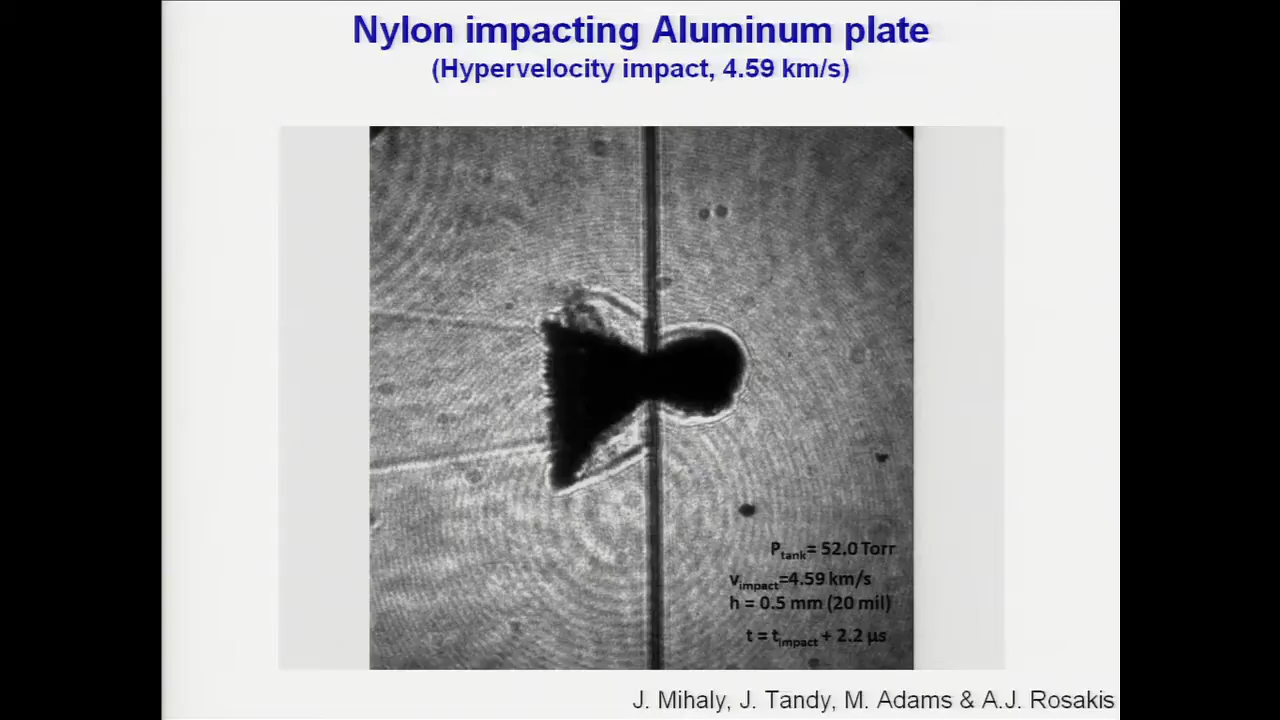 Nylon impacting Aluminum plate
(Hypervelocity impact, 4.59 km/s)
Ptank= 52.0 Torr
vimpact=4.59 km/s
h = 0.5 mm (20 mil)
t = timpact + 2.2 µs
J. Mihaly, J. Tandy, M. Adams & A.J. Rosakis